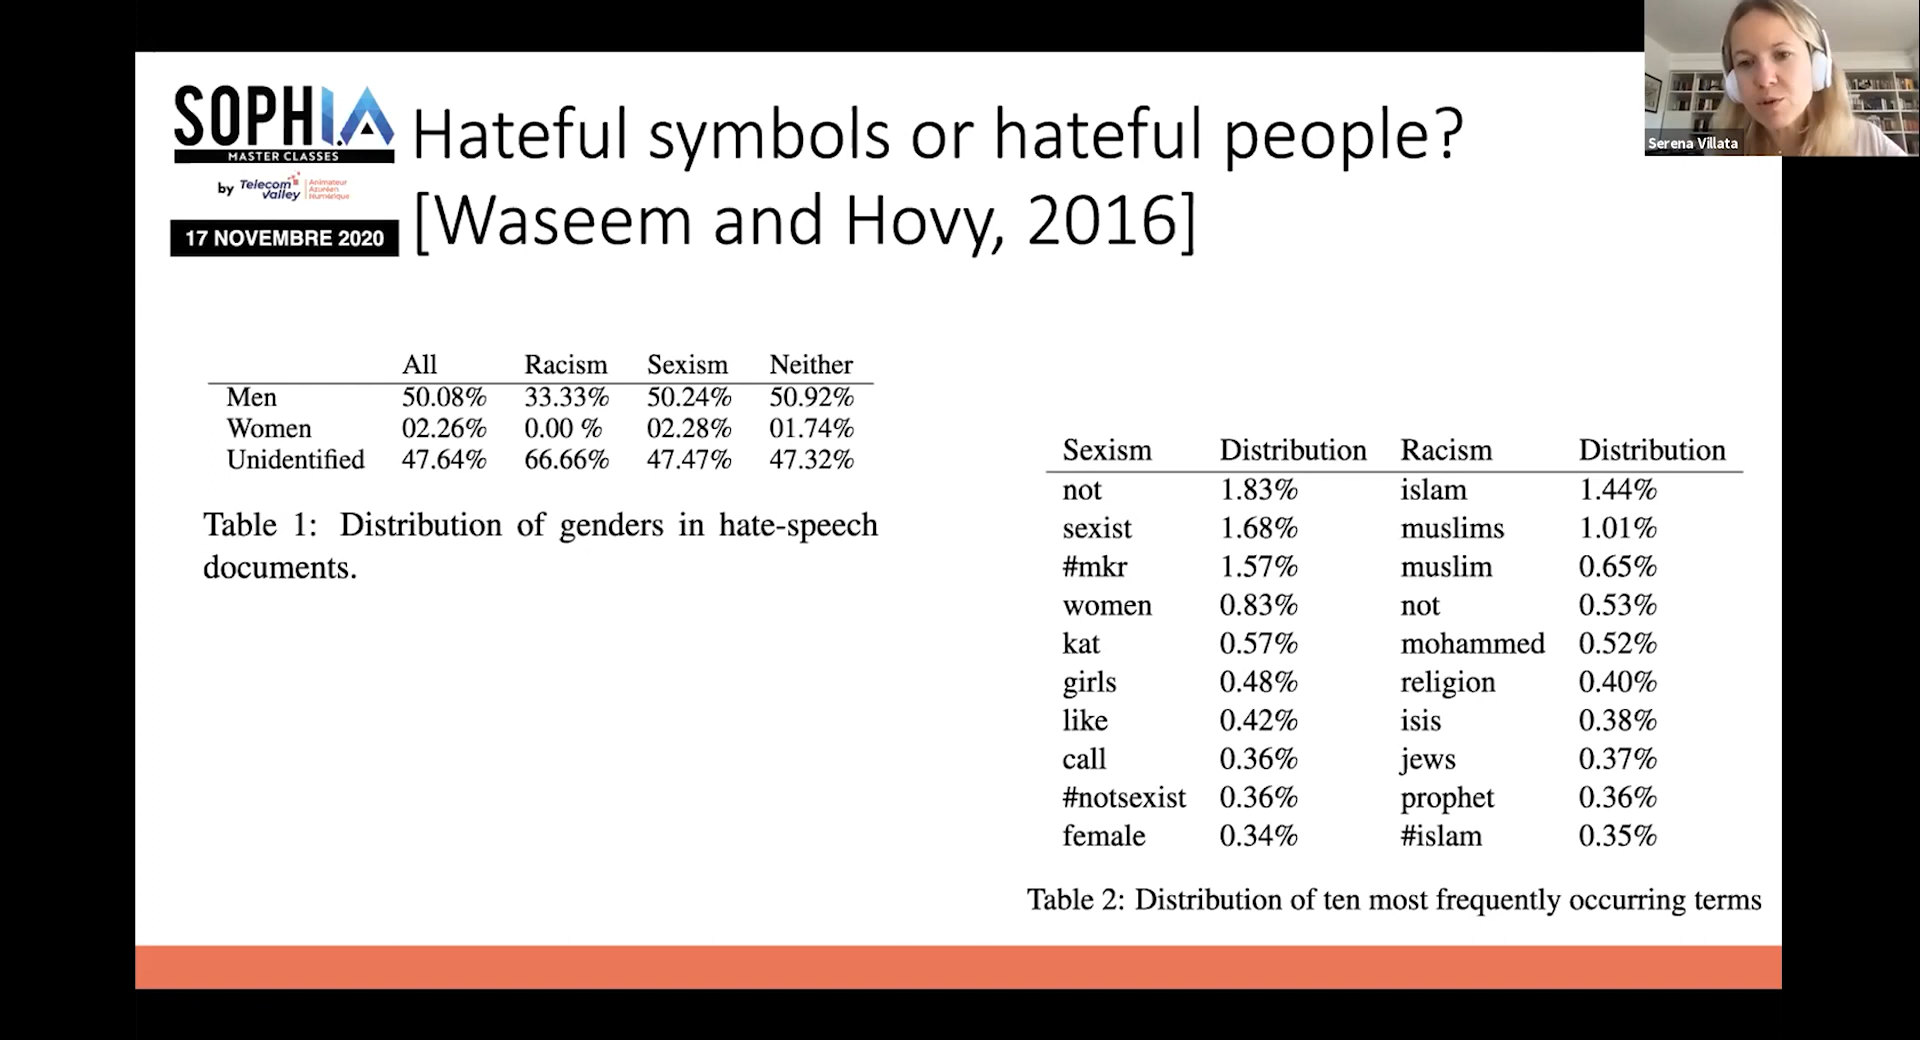 SOPHI.A
MASTER CLASSES
by Telecom Valley
Animateur
Azuréen
Numérique
17 NOVEMBRE 2020
Hateful symbols or hateful people?
[Waseem and Hovy, 2016]
Serena Villata
All Racism Sexism Neither
Men 50.08% 33.33% 50.24% 50.92%
Women 02.26% 0.00 % 02.28% 01.74%
Unidentified 47.64% 66.66% 47.47% 47.32%
Table 1: Distribution of genders in hate-speech
documents.
Sexism Distribution Racism Distribution
not 1.83% islam 1.44%
sexist 1.68% muslims 1.01%
#mkr 1.57% muslim 0.65%
women 0.83% not 0.53%
kat 0.57% mohammed 0.52%
girls 0.48% religion 0.40%
like 0.42% isis 0.38%
call 0.36% jews 0.37%
#notsexist 0.36% prophet 0.36%
female 0.34% #islam 0.35%
Table 2: Distribution of ten most frequently occurring terms